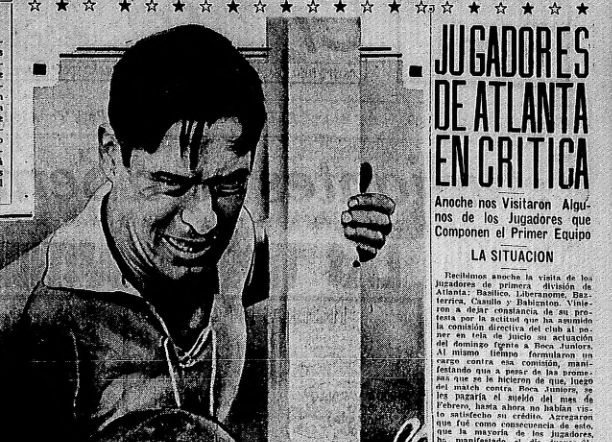 JUGADORES
DE ATLANTA
EN CRITICA
Anoche nos Visitaron Algu-
nos de los Jugadores que
Componen el Primer Equipo
LA SITUACION
Recibimos anoche la visita de los
jugadores de primera división de
Atlanta: Basilico, Liberanome, Baz-
terrica, Casullo y Babignton. Vinie-
ron a dejar constancia de su pro-
testa por la actitud que ha asumido
la comisión directiva del club al po-
ner en tela de juicio su actuación
del domingo frente a Boca Juniors.
Al mismo tiempo formularon un
cargo contra esa comisión, mani-
festando que a pesar de las prome-
sas que se le hicieron de que, luego
del match contra Boca Juniors, se
les pagaría el sueldo del mes de
Febrero, hasta ahora no habían vis-
to satisfecho su crédito. Agregaron
que fué como consecuencia de esto,
que la mayoría de los jugadores,